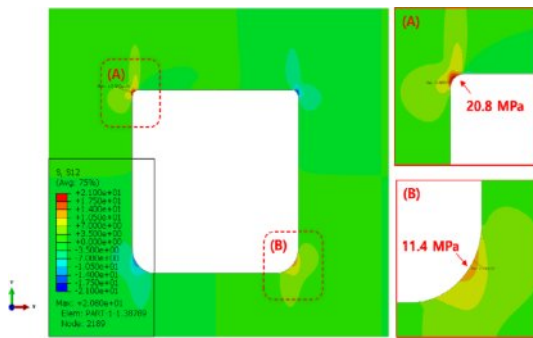 (A)
(A)
20.8 MPa
S, S12
(Avg: 75%)
+2.100e+01
+1.750e+01
+1.400e+01
+1.050e+01
+7.000e+00
+3.500e+00
+0.000e+00
-3.500e+00
-7.000e+00
-1.050e+01
-1.400e+01
-1.750e+01
-2.100e+01
Max: +2.080e+01
Elem: PART-1-1.38769
Node: 2189
(B)
(B)
11.4 MPa